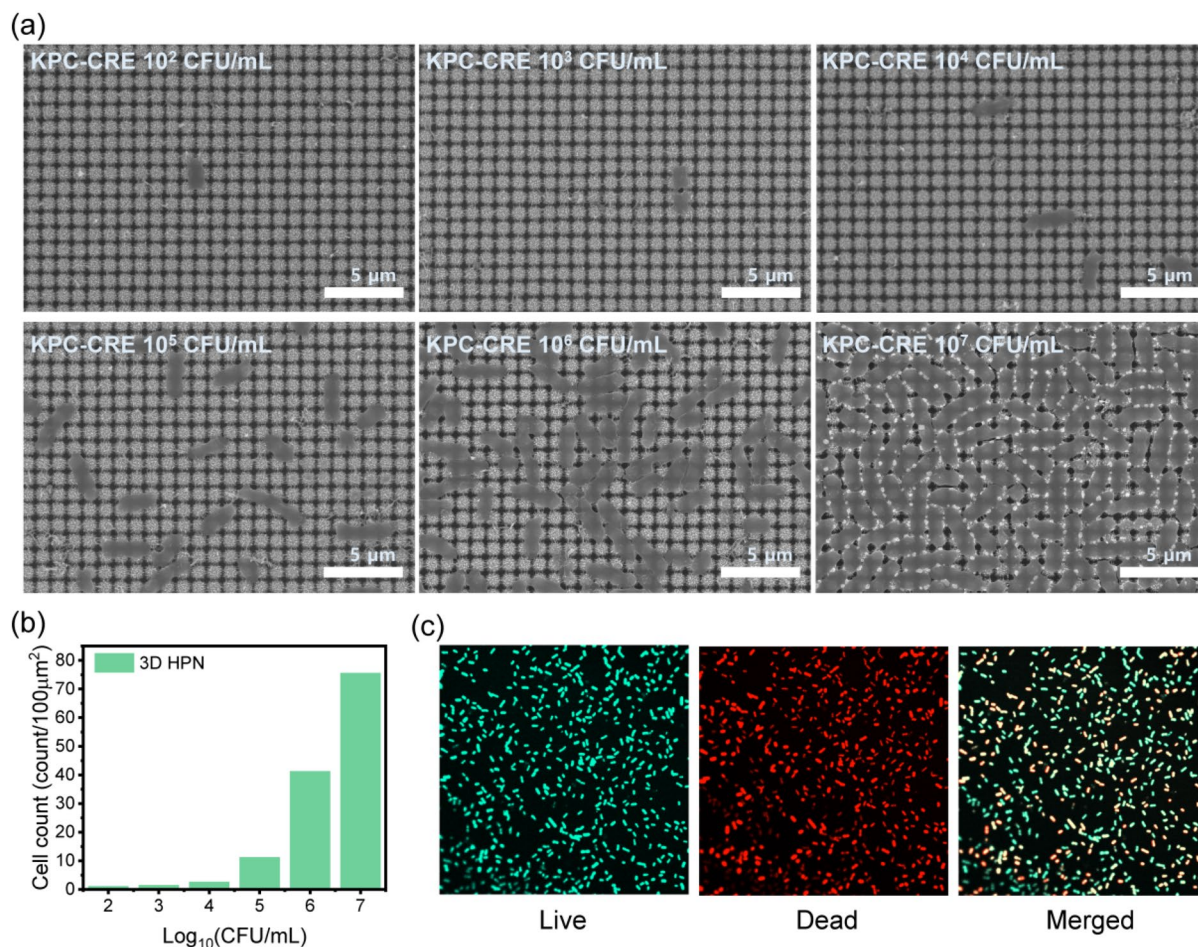 (a)
KPC-CRE 10² CFU/mL
KPC-CRE 10³ CFU/mL
KPC-CRE 10⁴ CFU/mL
5 μm
5 μm
5 μm
KPC-CRE 10⁵ CFU/mL
KPC-CRE 10⁶ CFU/mL
KPC-CRE 10⁷ CFU/mL
5 μm
5 μm
5 μm
(b)
Cell count (count/100μm²)
80
70
60
50
40
30
20
10
0
3D HPN
2 3 4 5 6 7
Log₁₀(CFU/mL)
(c)
Live
Dead
Merged